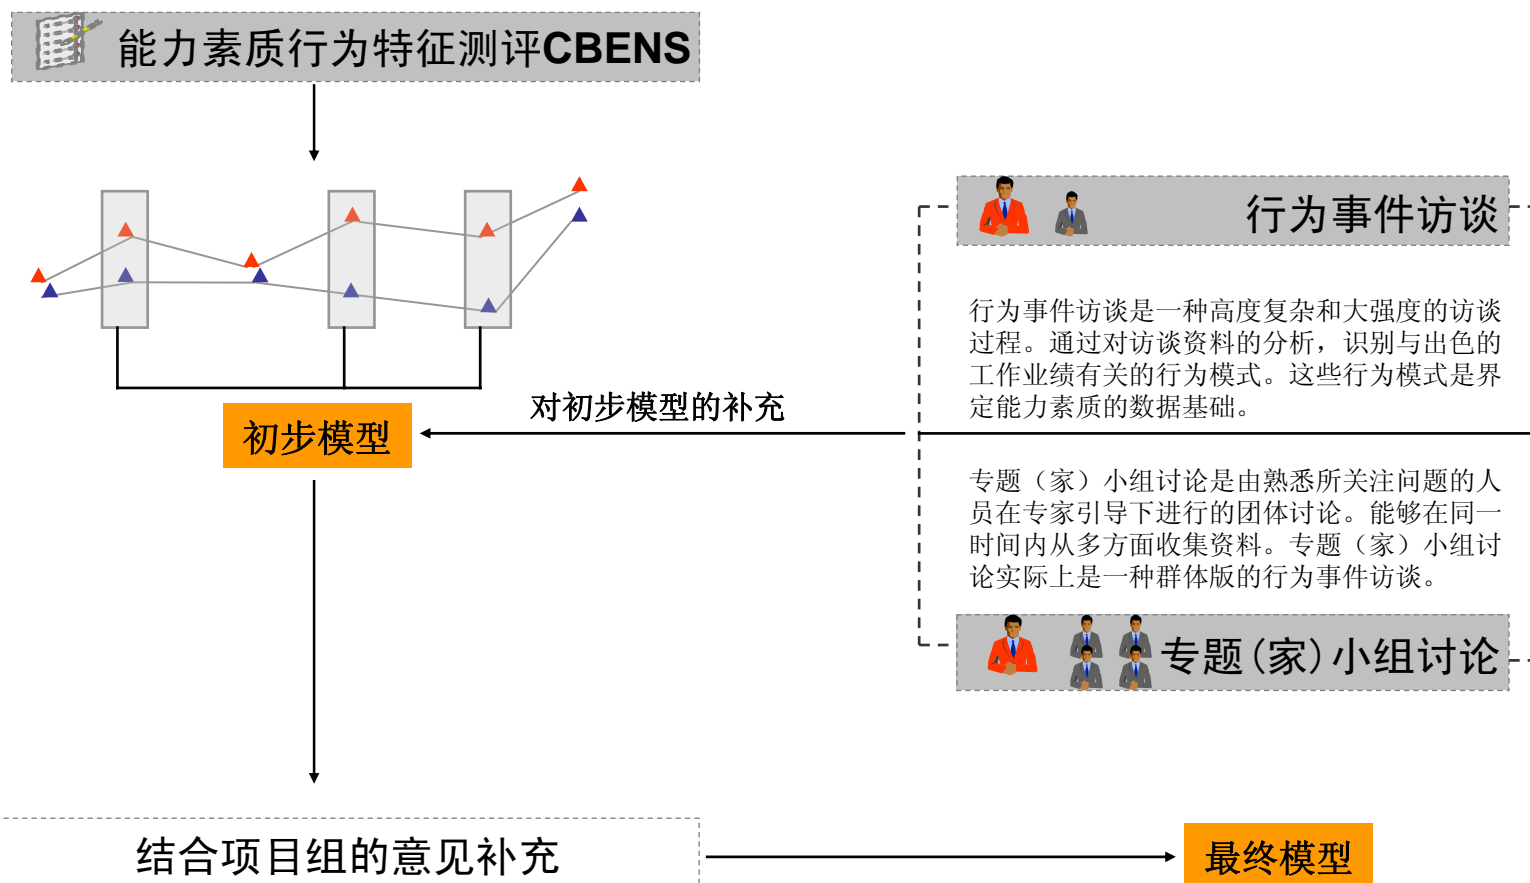 能力素质行为特征测评CBENS
行为事件访谈
行为事件访谈是一种高度复杂和大强度的访谈
过程。通过对访谈资料的分析，识别与出色的
工作业绩有关的行为模式。这些行为模式是界
定能力素质的数据基础。
对初步模型的补充
初步模型
专题（家）小组讨论是由熟悉所关注问题的人
员在专家引导下进行的团体讨论。能够在同一
时间内从多方面收集资料。专题（家）小组讨
论实际上是一种群体版的行为事件访谈。
专题(家)小组讨论
结合项目组的意见补充
最终模型